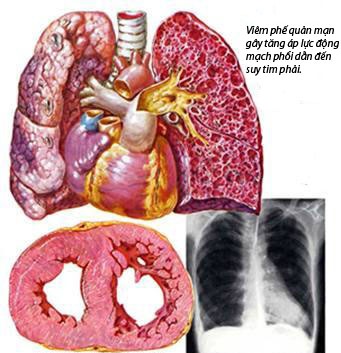 Viêm phế quản mạn
gây tăng áp lực động
mạch phổi dẫn đến
suy tim phải.